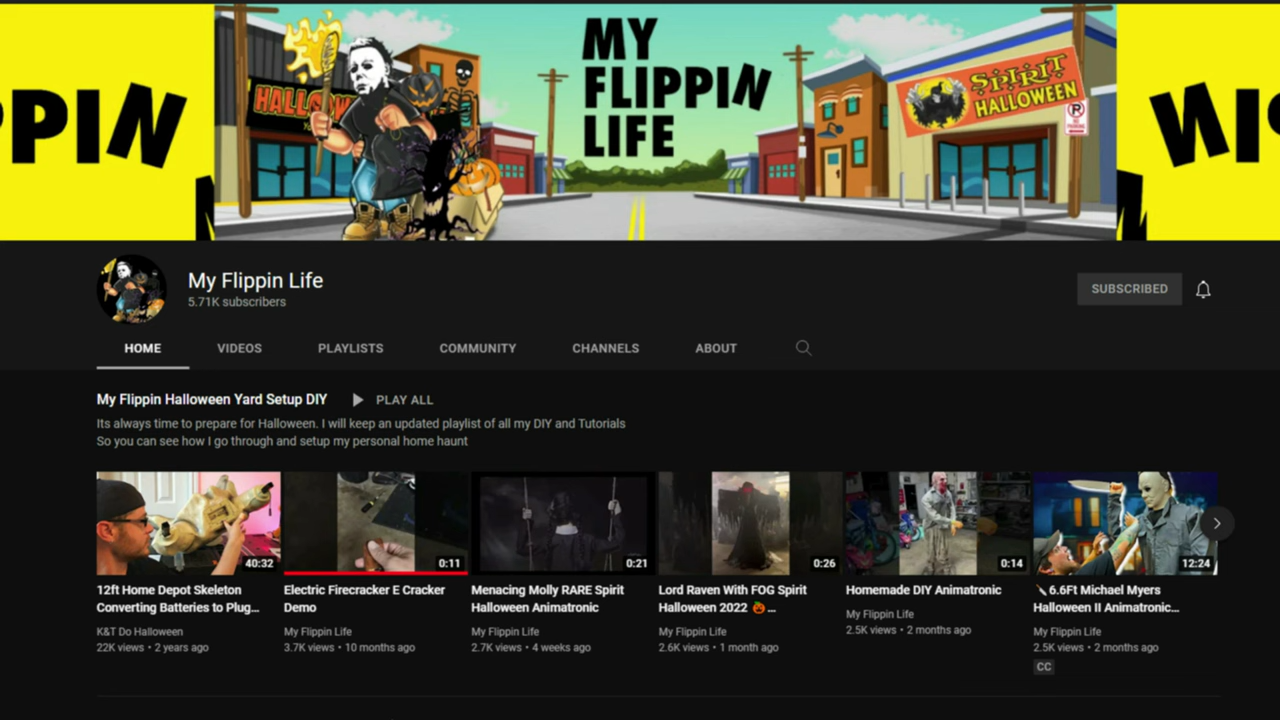 PPIN
HALLOW
MY
FLIPPIN
LIFE
SPIRIT
HALLOWEEN
P
NO
PARKING
My Flippin Life
5.71K subscribers
SUBSCRIBED
HOME VIDEOS PLAYLISTS COMMUNITY CHANNELS ABOUT
My Flippin Halloween Yard Setup DIY PLAY ALL
Its always time to prepare for Halloween. I will keep an updated playlist of all my DIY and Tutorials
So you can see how I go through and setup my personal home haunt
40:32
12ft Home Depot Skeleton
Converting Batteries to Plug...
K&T Do Halloween
22K views • 2 years ago
0:11
Electric Firecracker E Cracker
Demo
My Flippin Life
3.7K views • 10 months ago
0:21
Menacing Molly RARE Spirit
Halloween Animatronic
My Flippin Life
2.7K views • 4 weeks ago
0:26
Lord Raven With FOG Spirit
Halloween 2022 🎃 ...
My Flippin Life
2.6K views • 1 month ago
0:14
Homemade DIY Animatronic
My Flippin Life
2.5K views • 2 months ago
12:24
🔪6.6Ft Michael Myers
Halloween II Animatronic...
My Flippin Life
2.5K views • 2 months ago
CC